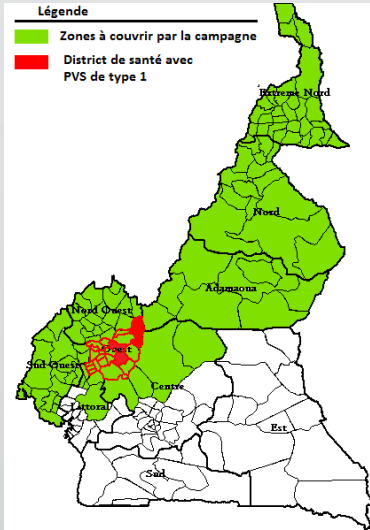 Légende
Zones à couvrir par la campagne
District de santé avec
PVS de type 1
Extreme Nord
Nord
Adamaoua
Nord Ouest
Ouest
Sud Ouest
Centre
Littoral
Est
Sud